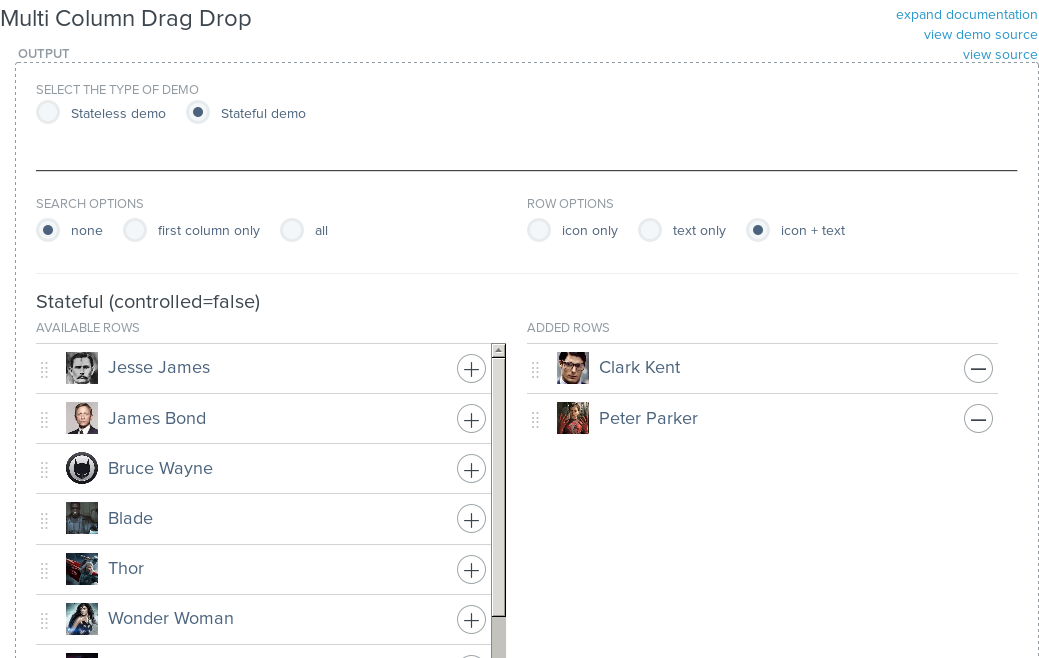 Multi Column Drag Drop
expand documentation
view demo source
view source
OUTPUT
SELECT THE TYPE OF DEMO
Stateless demo Stateful demo
SEARCH OPTIONS
none first column only all
ROW OPTIONS
icon only text only icon + text
Stateful (controlled=false)
AVAILABLE ROWS
Jesse James
James Bond
Bruce Wayne
Blade
Thor
Wonder Woman
ADDED ROWS
Clark Kent
Peter Parker